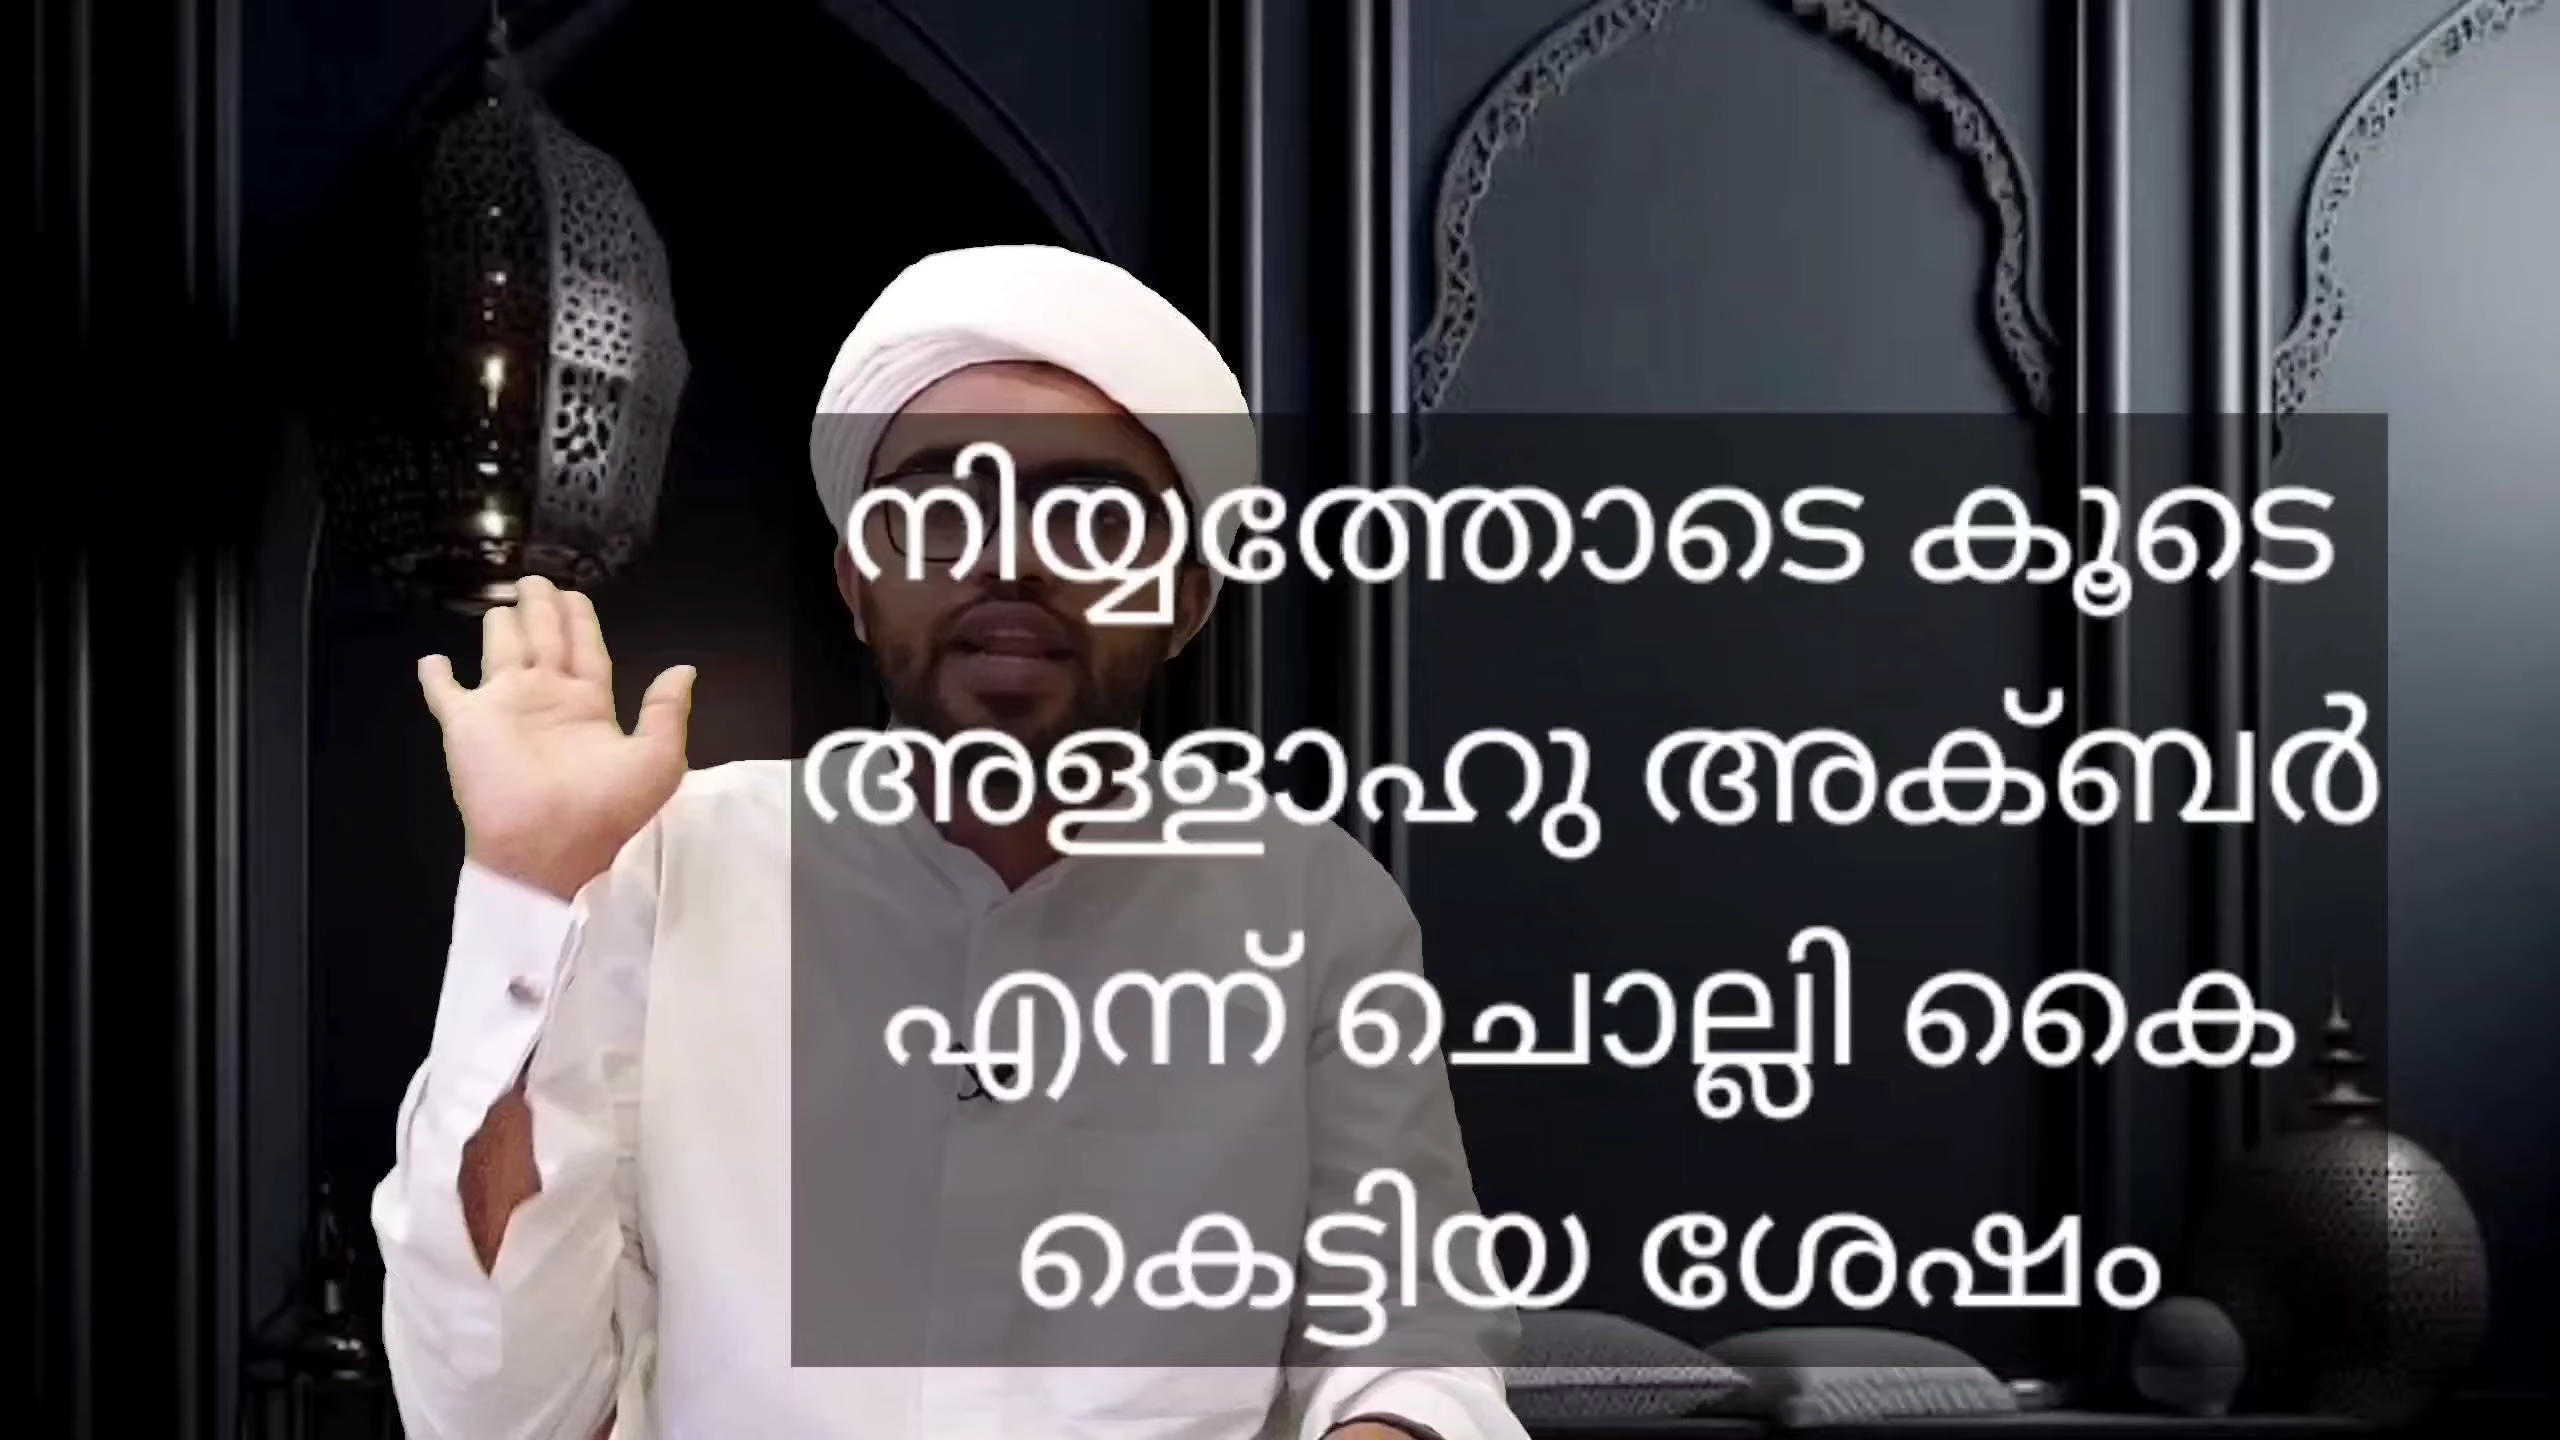 നിയ്യത്തോടെ കൂടെ
അള്ളാഹു അക്ബർ
എന്ന് ചൊല്ലി കൈ
കെട്ടിയ ശേഷം